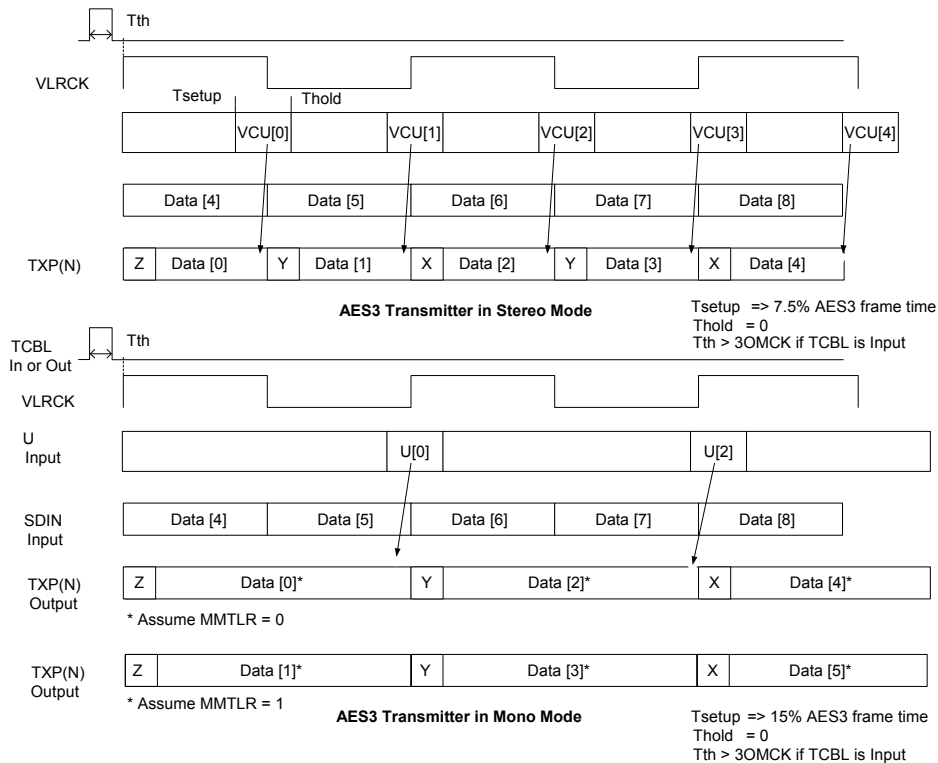 Tth
VLRCK
Tsetup Thold
VCU[0] VCU[1] VCU[2] VCU[3] VCU[4]
Data [4] Data [5] Data [6] Data [7] Data [8]
TXP(N) Z Data [0] Y Data [1] X Data [2] Y Data [3] X Data [4]
AES3 Transmitter in Stereo Mode
Tsetup => 7.5% AES3 frame time
Thold = 0
Tth > 3OMCK if TCBL is Input
TCBL
In or Out
Tth
VLRCK
U
Input
U[0] U[2]
SDIN
Input
Data [4] Data [5] Data [6] Data [7] Data [8]
TXP(N)
Output
Z Data [0]* Y Data [2]* X Data [4]*
* Assume MMTLR = 0
TXP(N)
Output
Z Data [1]* Y Data [3]* X Data [5]*
* Assume MMTLR = 1
AES3 Transmitter in Mono Mode
Tsetup => 15% AES3 frame time
Thold = 0
Tth > 3OMCK if TCBL is Input